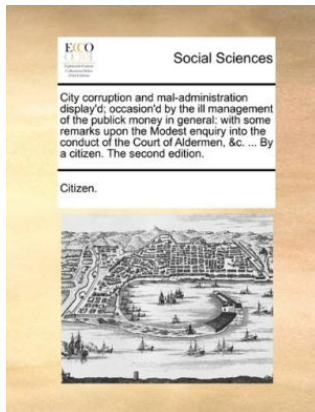 ECCO
Social Sciences
City corruption and mal-administration
display'd; occasion'd by the ill management
of the publick money in general: with some
remarks upon the Modest enquiry into the
conduct of the Court of Aldermen, &c. ... By
a citizen. The second edition.
Citizen.